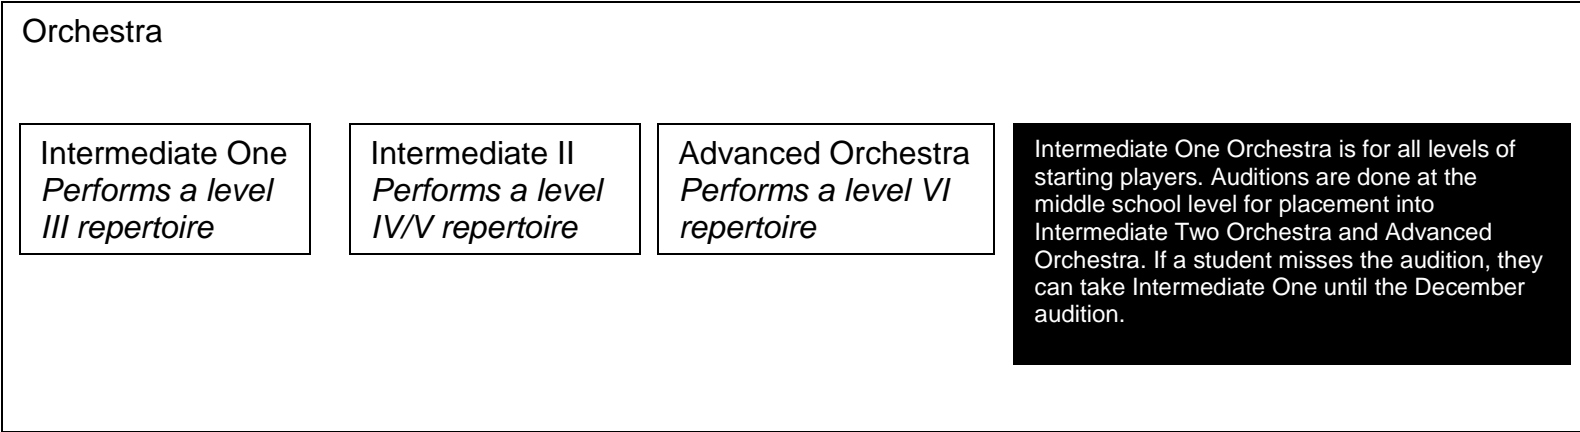 Orchestra
Intermediate One
Performs a level
III repertoire
Intermediate II
Performs a level
IV/V repertoire
Advanced Orchestra
Performs a level VI
repertoire
Intermediate One Orchestra is for all levels of
starting players. Auditions are done at the
middle school level for placement into
Intermediate Two Orchestra and Advanced
Orchestra. If a student misses the audition, they
can take Intermediate One until the December
audition.